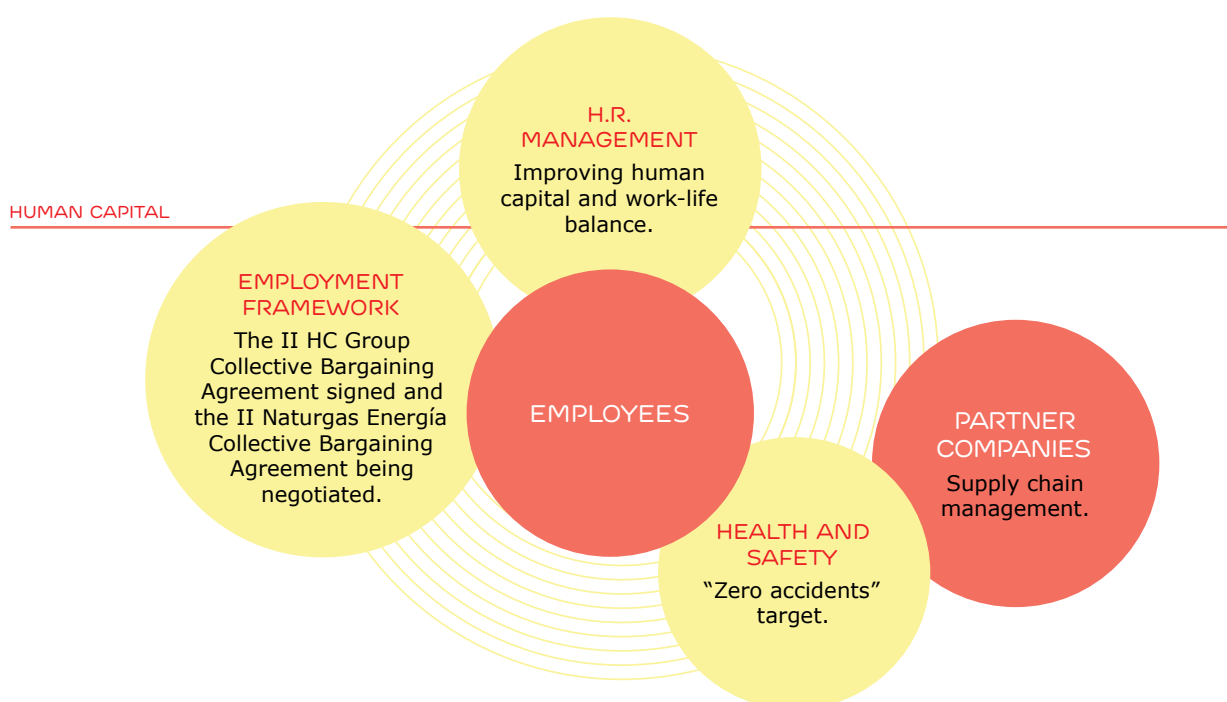 HUMAN CAPITAL
H.R.
MANAGEMENT
Improving human
capital and work-life
balance.
EMPLOYMENT
FRAMEWORK
The II HC Group
Collective Bargaining
Agreement signed and
the II Naturgas Energía
Collective Bargaining
Agreement being
negotiated.
EMPLOYEES
PARTNER
COMPANIES
Supply chain
management.
HEALTH AND
SAFETY
“Zero accidents”
target.